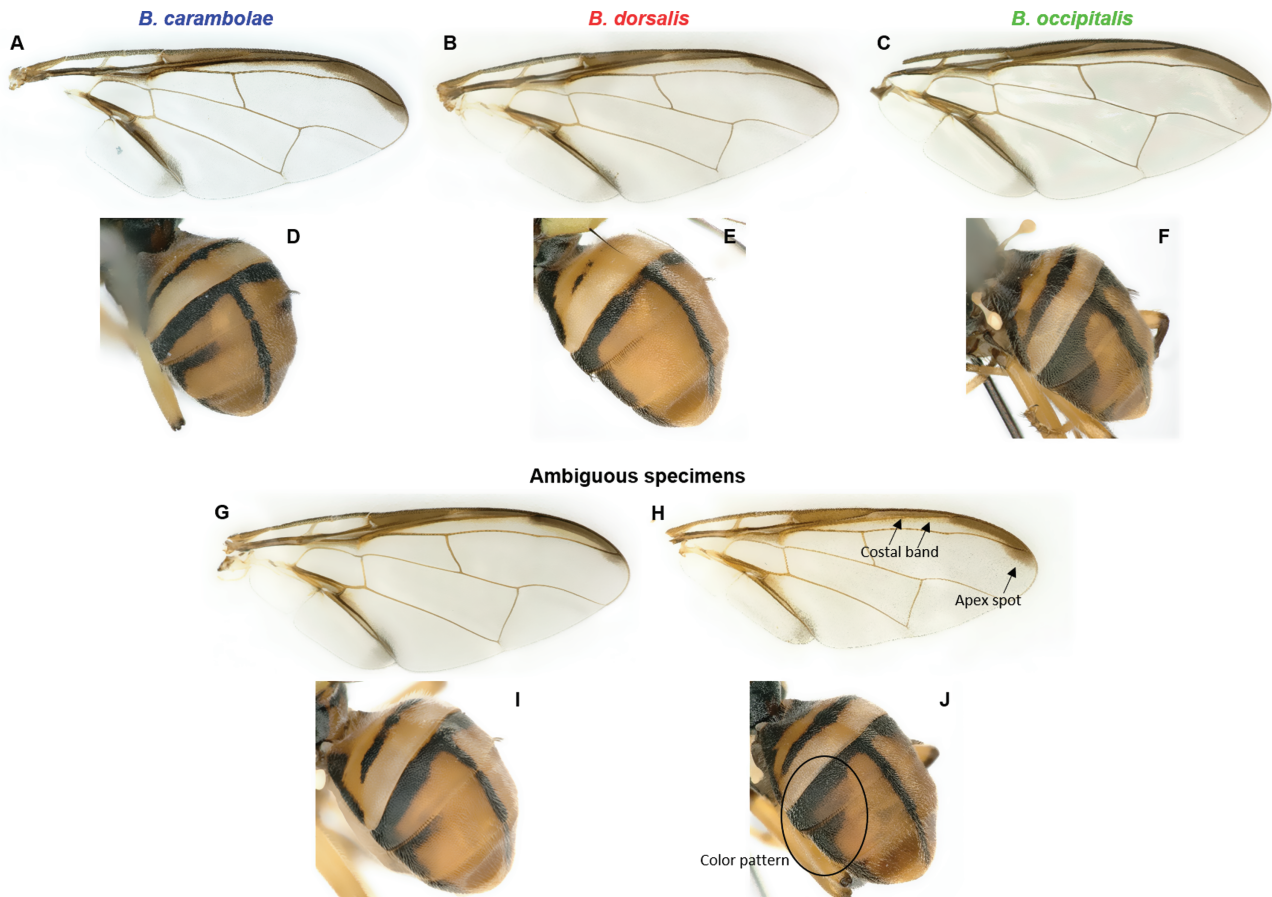 B. carambolae
B. dorsalis
B. occipitalis
A
B
C
D
E
F
Ambiguous specimens
G
H
Costal band
Apex spot
I
J
Color pattern